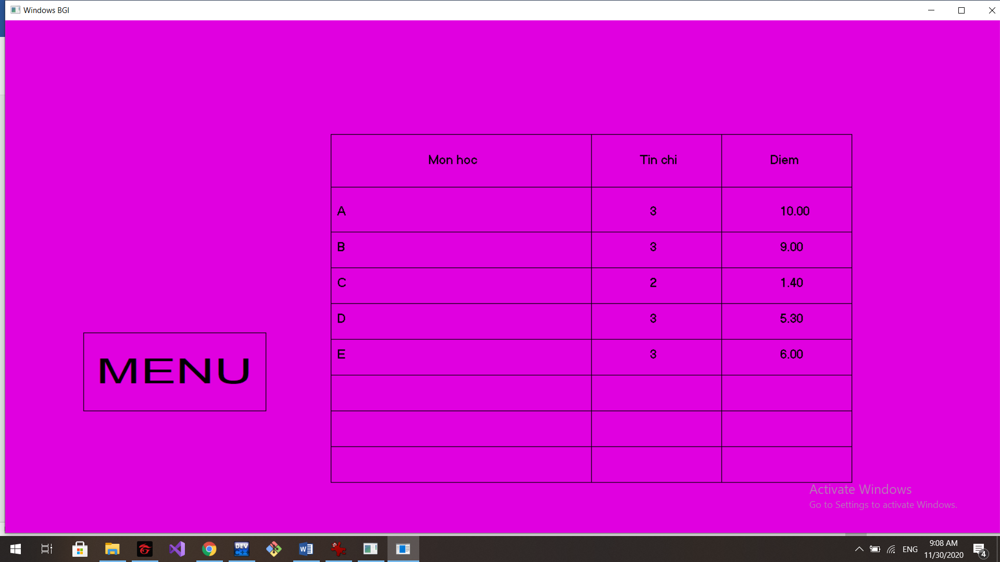 Windows BGI
Mon hoc Tin chi Diem
A 3 10.00
B 3 9.00
C 2 1.40
D 3 5.30
E 3 6.00
MENU
Activate Windows
Go to Settings to activate Windows.
DEV
C++
W
ENG
9:08 AM
11/30/2020
4